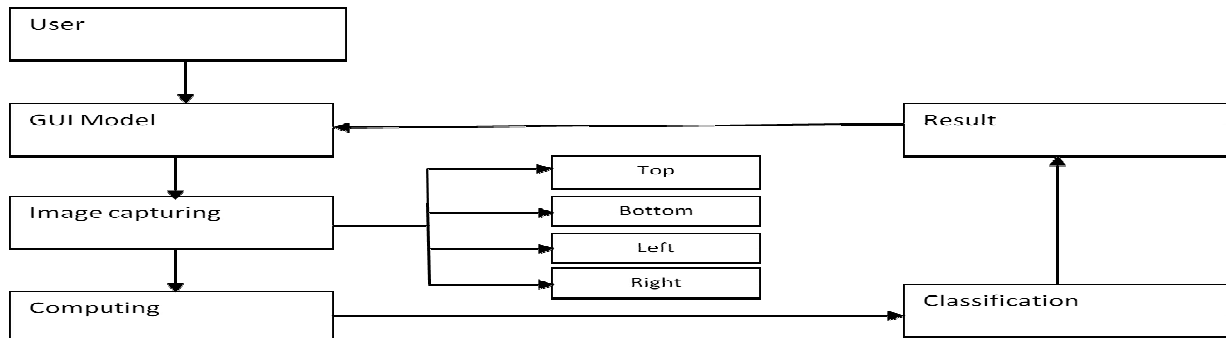 User
GUI Model
Result
Image capturing
Top
Bottom
Left
Right
Computing
Classification